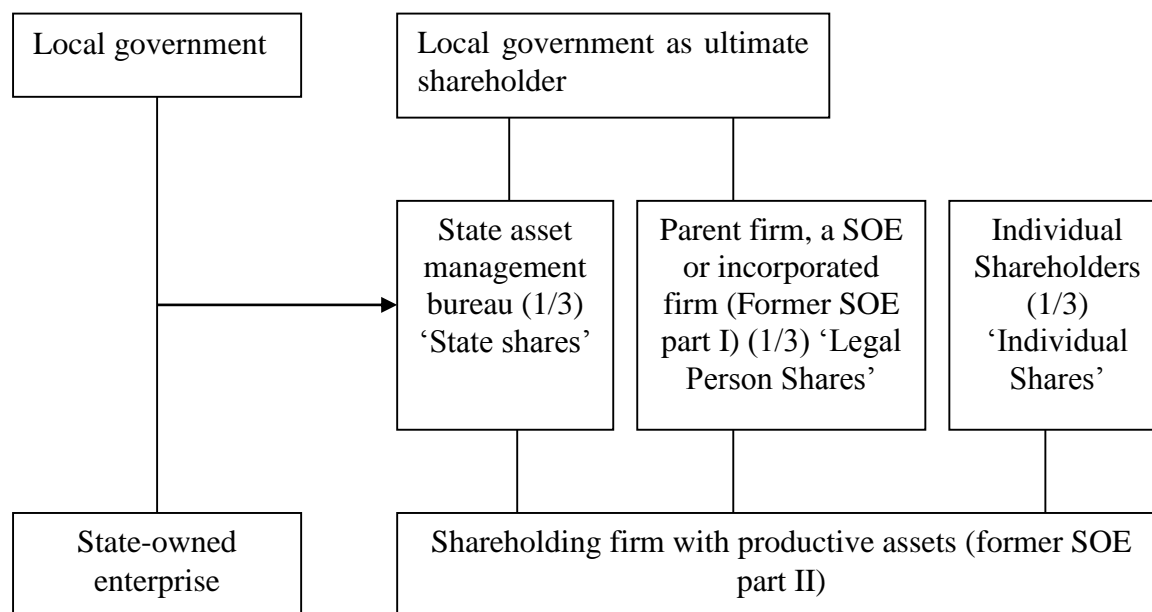 Local government
Local government as ultimate
shareholder
State asset
management
bureau (1/3)
‘State shares’
Parent firm, a SOE
or incorporated
firm (Former SOE
part I) (1/3) ‘Legal
Person Shares’
Individual
Shareholders
(1/3)
‘Individual
Shares’
State-owned
enterprise
Shareholding firm with productive assets (former SOE
part II)